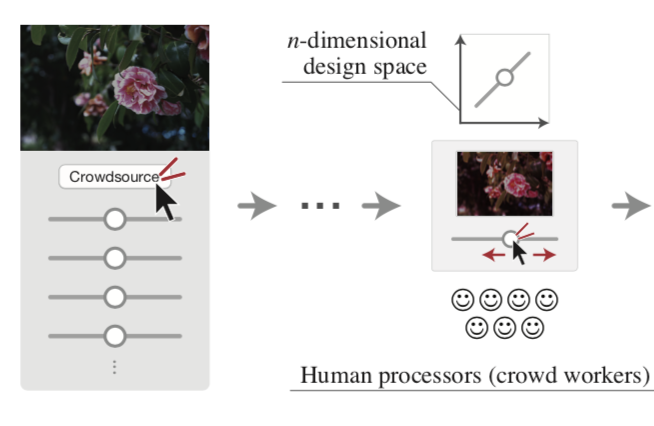 n-dimensional
design space
Crowdsource
...
Human processors (crowd workers)